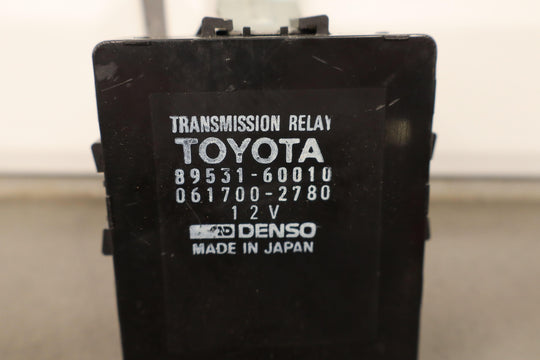 TRANSMISSION RELAY
TOYOTA
89531-60010
061700-2780
12V
DENSO
MADE IN JAPAN